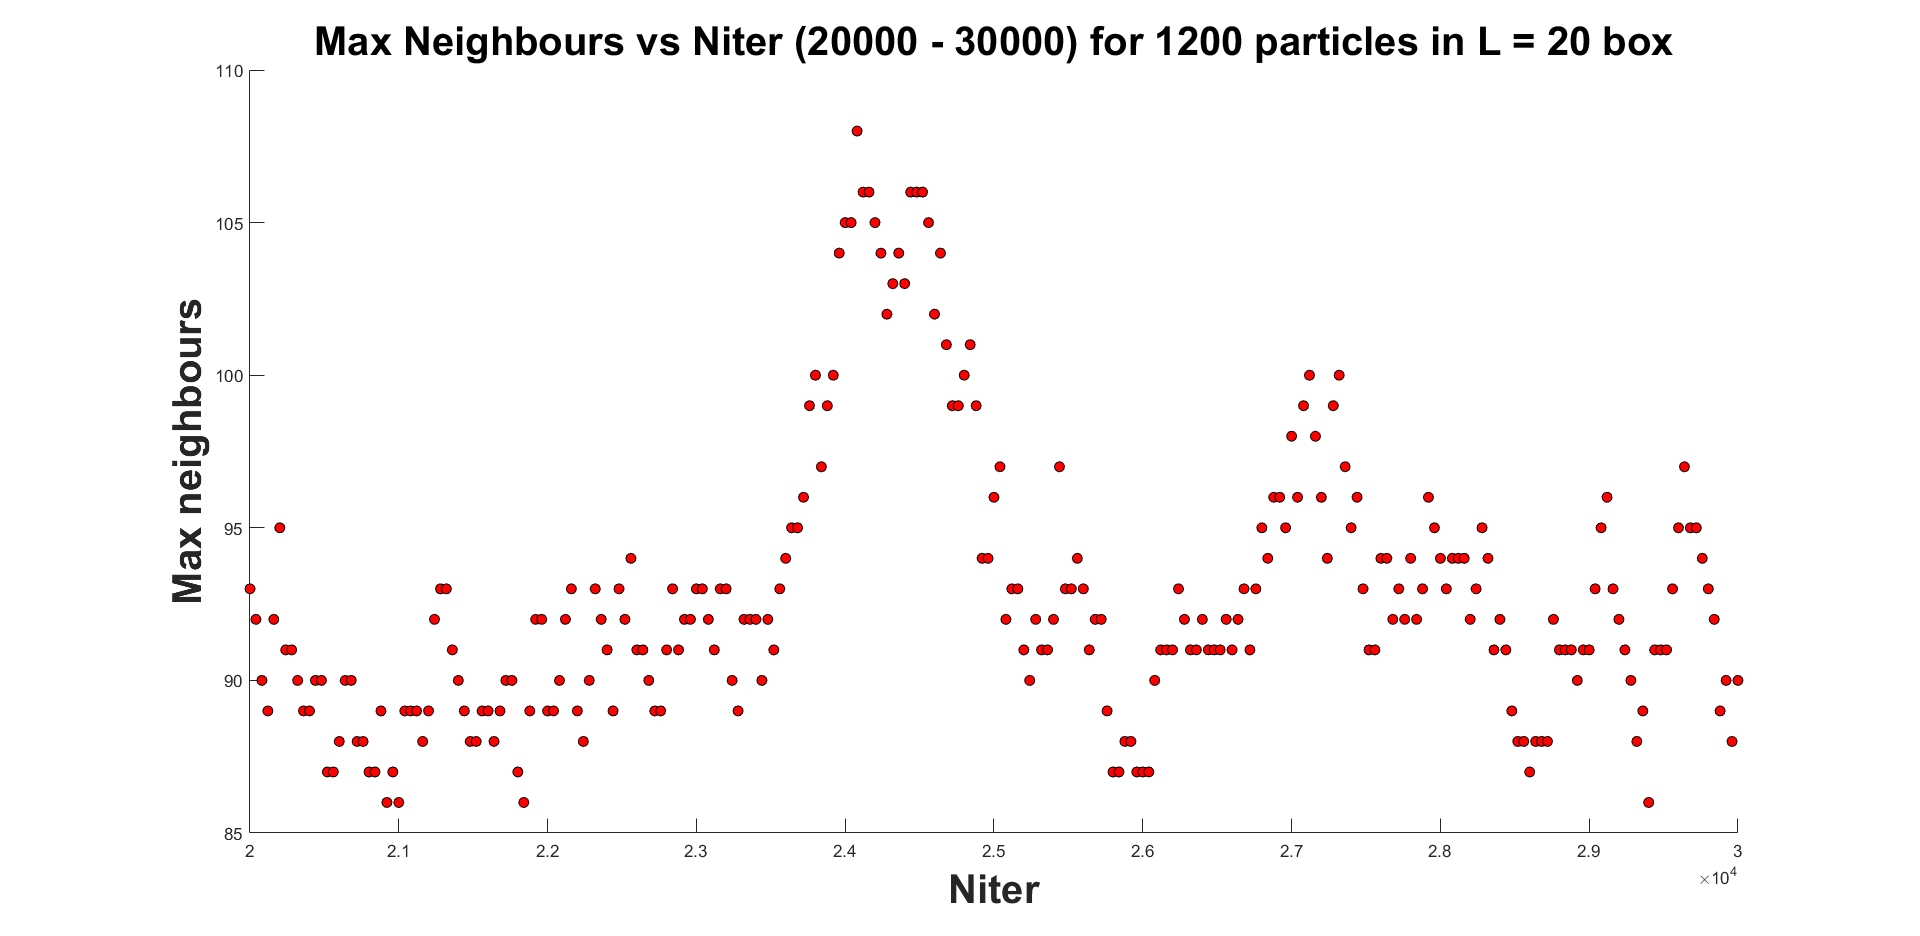 Max Neighbours vs Niter (20000 - 30000) for 1200 particles in L = 20 box
110
105
100
95
90
85
Max neighbours
2 2.1 2.2 2.3 2.4 2.5 2.6 2.7 2.8 2.9 3
×10⁴
Niter